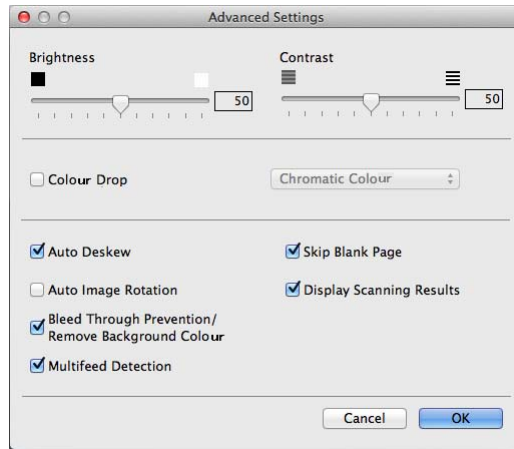 Advanced Settings
Brightness
Contrast
50
50
Colour Drop
Chromatic Colour
Auto Deskew
Skip Blank Page
Auto Image Rotation
Display Scanning Results
Bleed Through Prevention/
Remove Background Colour
Multifeed Detection
Cancel
OK